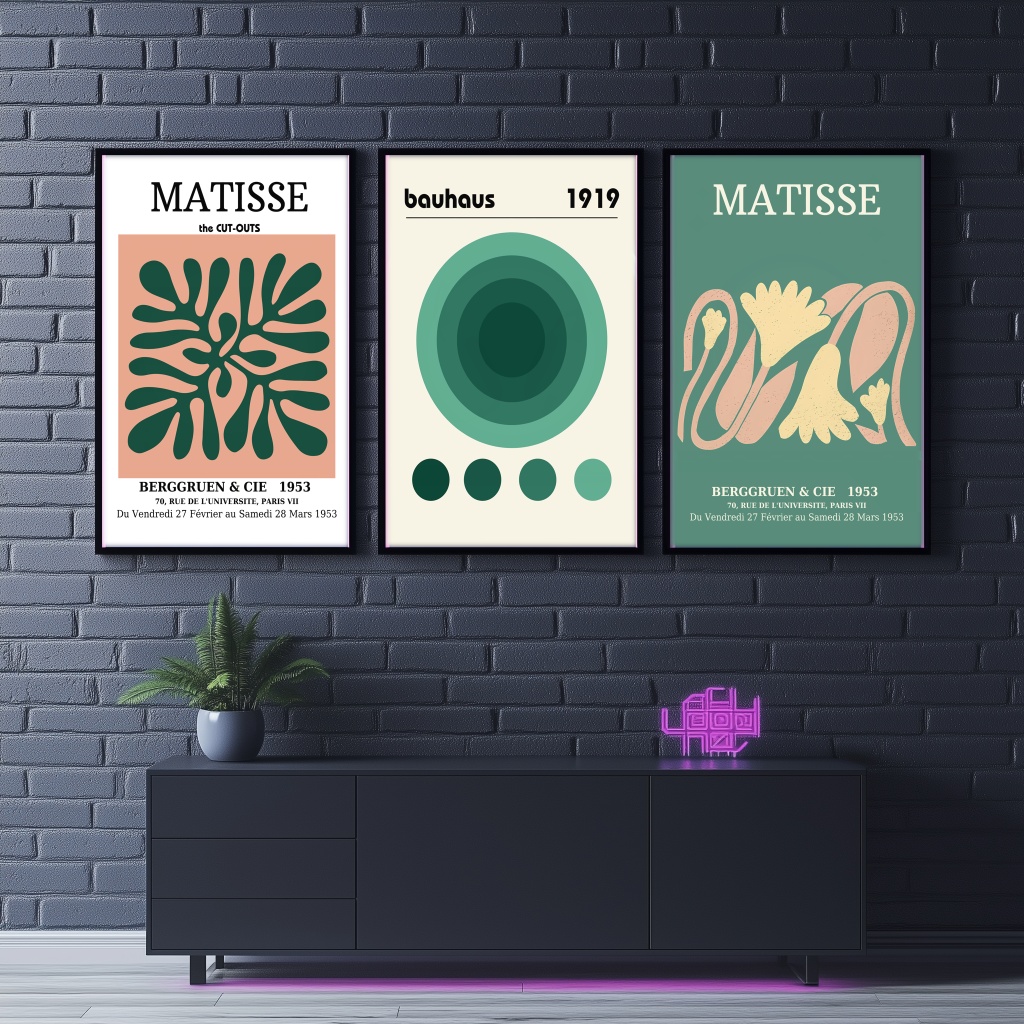 MATISSE
the CUT-OUTS
BERGGRUEN & CIE 1953
70, RUE DE L'UNIVERSITE, PARIS VII
Du Vendredi 27 Février au Samedi 28 Mars 1953
bauhaus 1919
MATISSE
BERGGRUEN & CIE 1953
70, RUE DE L'UNIVERSITE, PARIS VII
Du Vendredi 27 Février au Samedi 28 Mars 1953